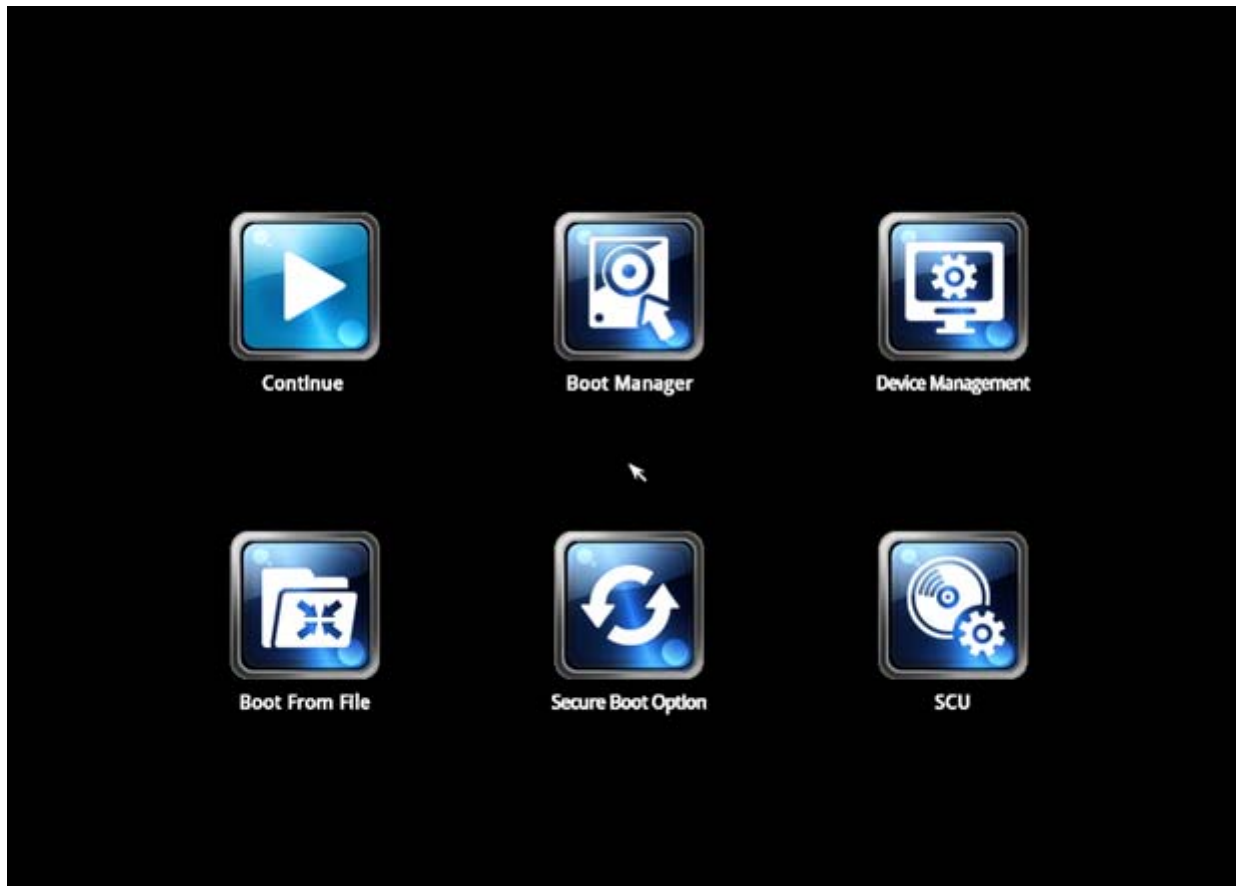 Continue
Boot Manager
Device Management
Boot From File
Secure Boot Option
SCU